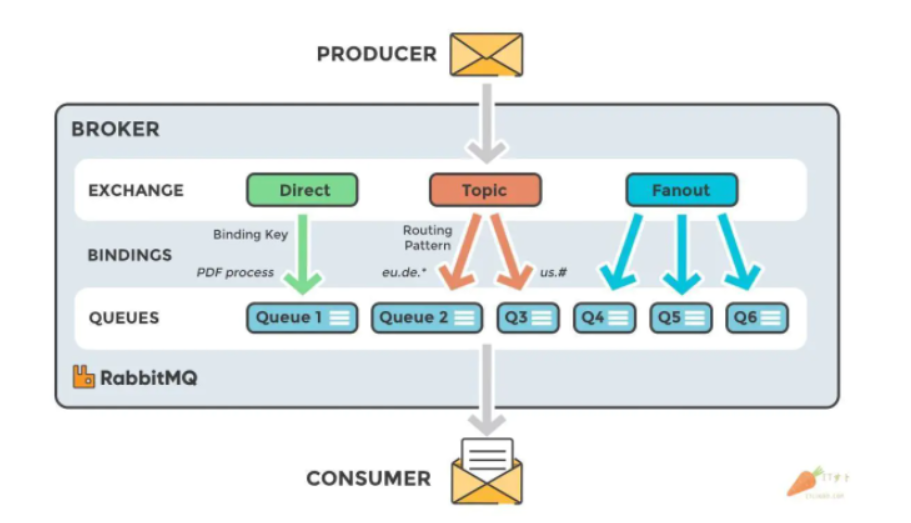 PRODUCER
BROKER
EXCHANGE
Direct
Topic
Fanout
Binding Key
Routing
Pattern
BINDINGS
PDF process
eu.de.*
us.#
QUEUES
Queue 1
Queue 2
Q3
Q4
Q5
Q6
RabbitMQ
CONSUMER